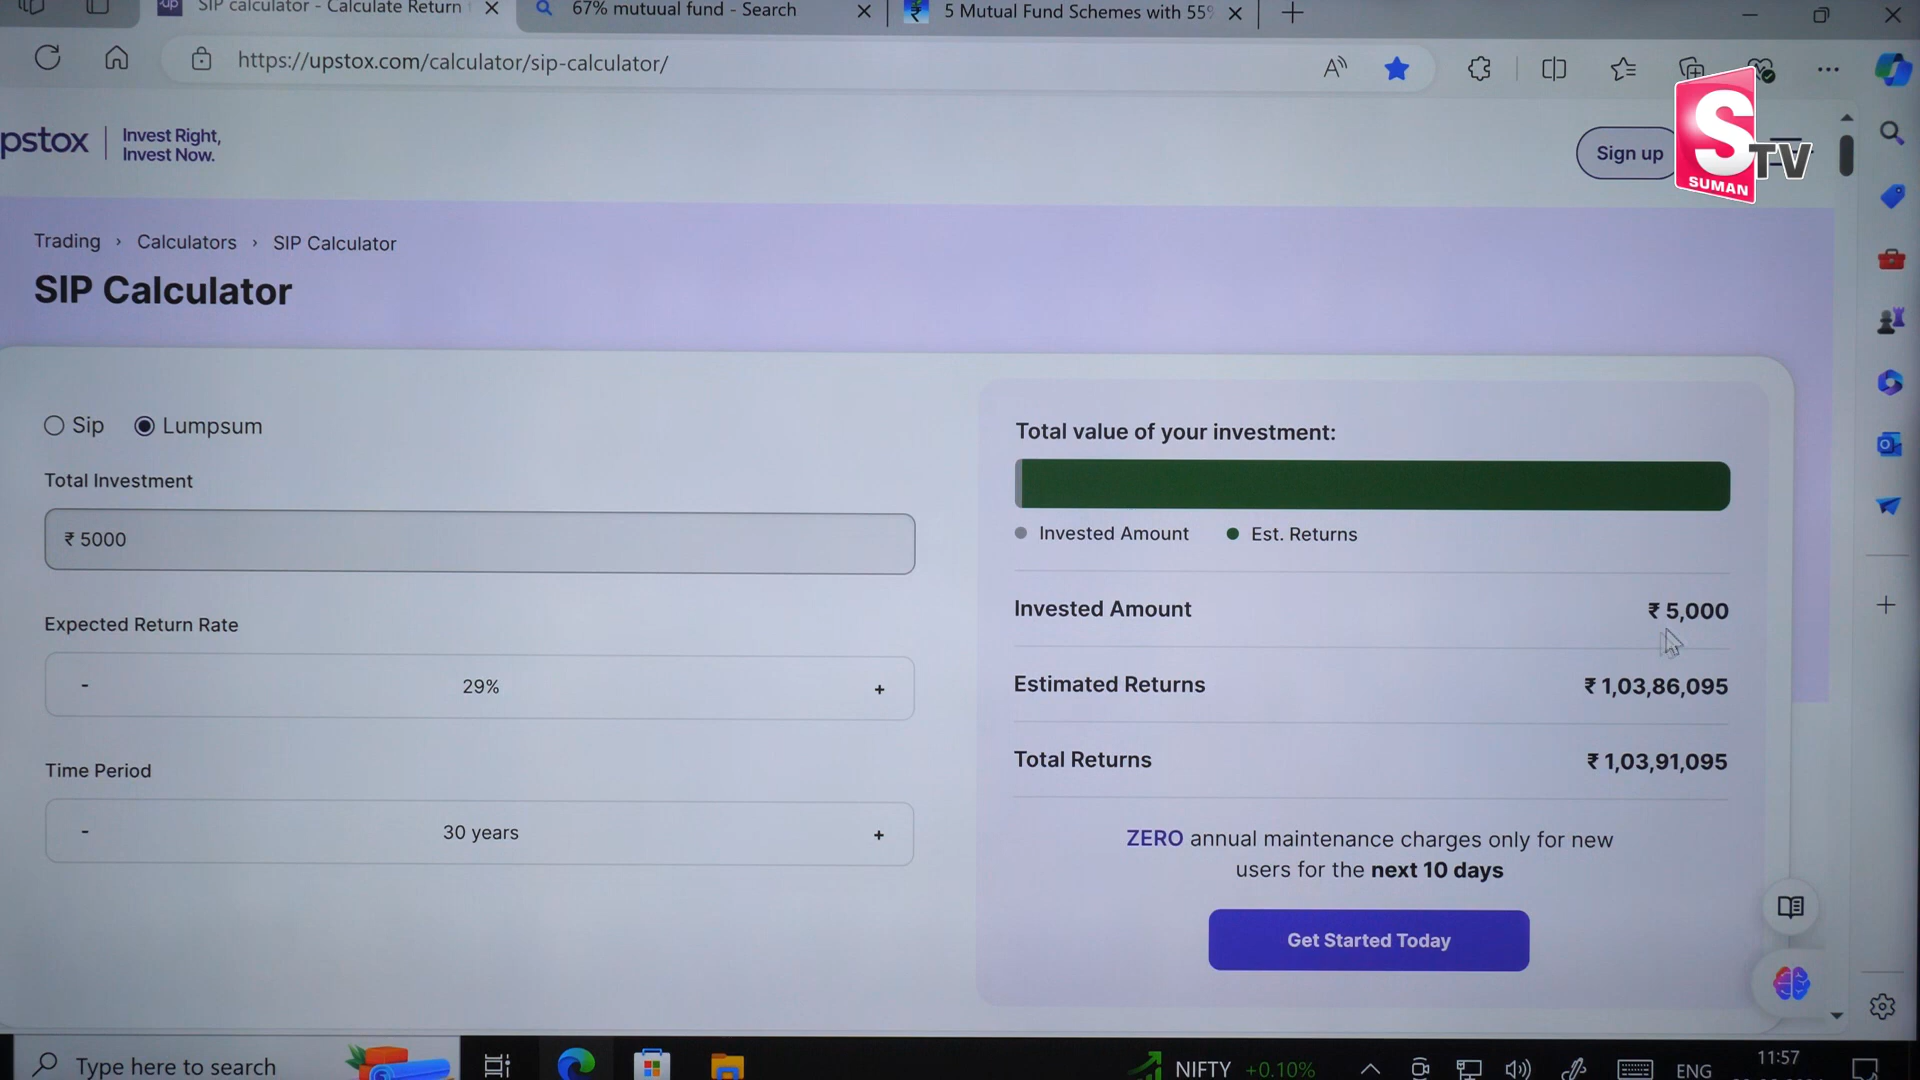 SIP calculator - Calculate Return
67% mutuual fund - Search
5 Mutual Fund Schemes with 55%
https://upstox.com/calculator/sip-calculator/
pstox
Invest Right,
Invest Now.
Sign up
S TV
SUMAN
Trading › Calculators › SIP Calculator
SIP Calculator
Sip
Lumpsum
Total Investment
₹ 5000
Expected Return Rate
- 29% +
Time Period
- 30 years +
Total value of your investment:
Invested Amount
Est. Returns
Invested Amount ₹ 5,000
Estimated Returns ₹ 1,03,86,095
Total Returns ₹ 1,03,91,095
ZERO annual maintenance charges only for new
users for the next 10 days
Get Started Today
Type here to search
NIFTY +0.10%
ENG
11:57